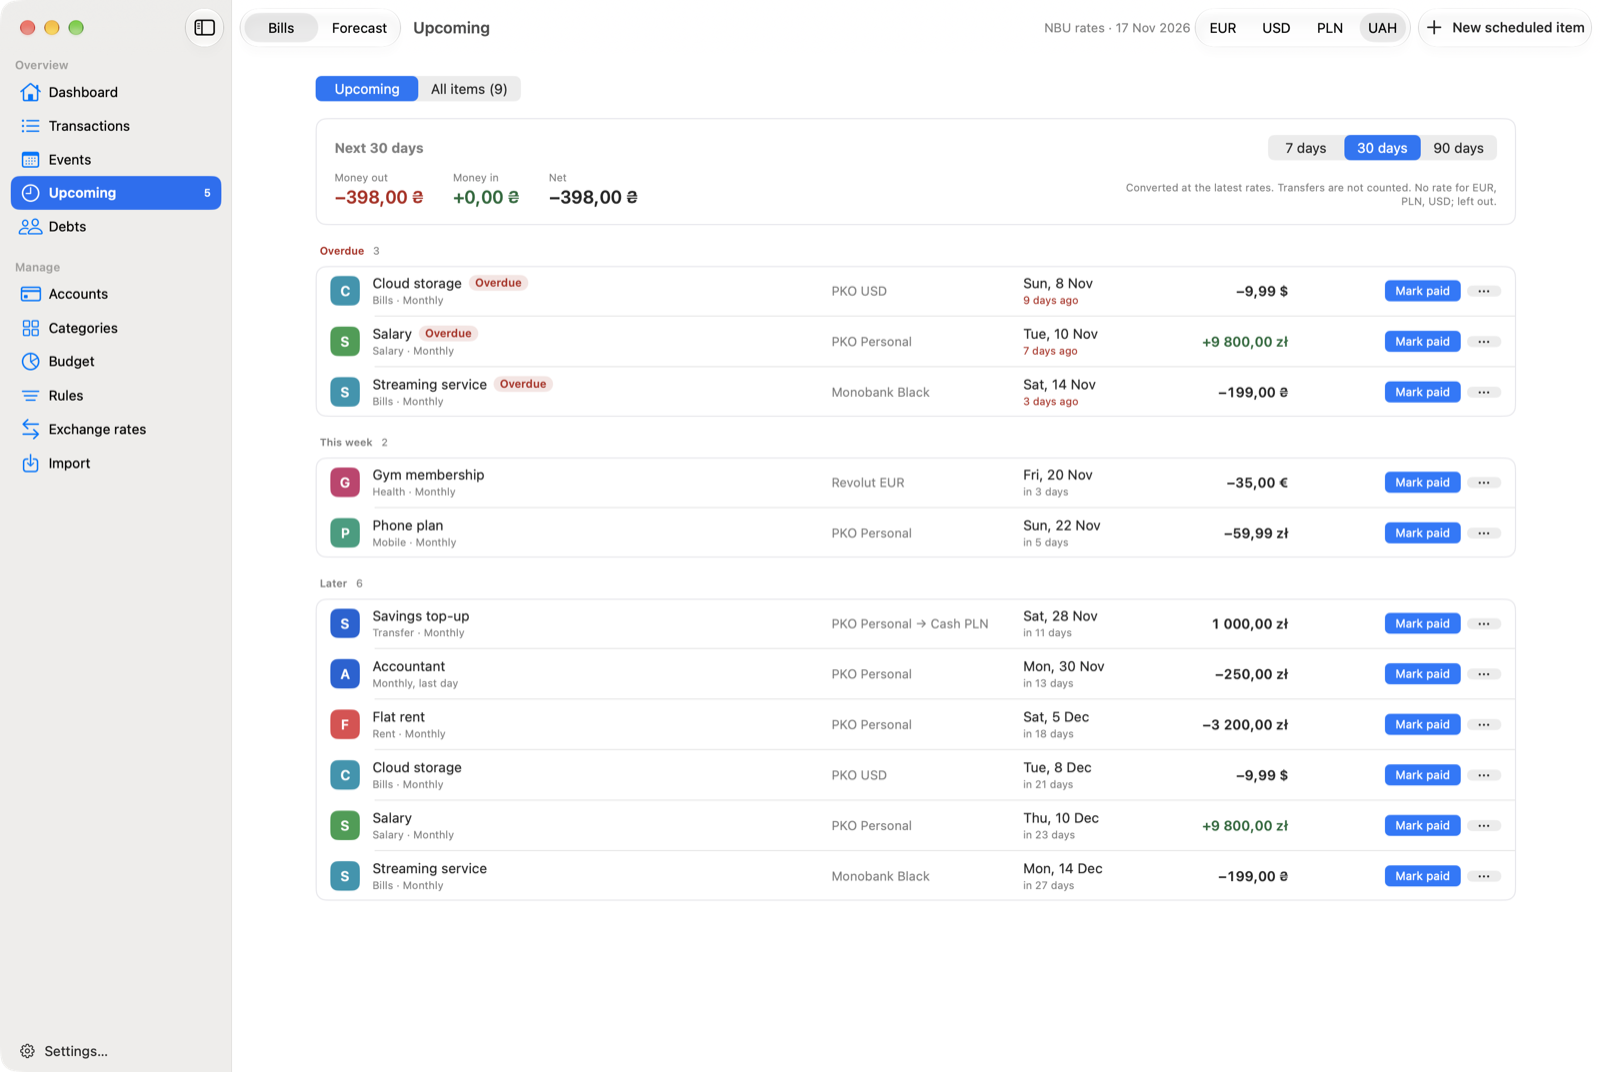 Bills
Forecast
Upcoming
NBU rates · 17 Nov 2026
EUR
USD
PLN
UAH
+ New scheduled item
Overview
Dashboard
Transactions
Events
Upcoming 5
Debts
Manage
Accounts
Categories
Budget
Rules
Exchange rates
Import
Settings...
Upcoming
All items (9)
Next 30 days
7 days
30 days
90 days
Money out
−398,00 ₴
Money in
+0,00 ₴
Net
−398,00 ₴
Converted at the latest rates. Transfers are not counted. No rate for EUR,
PLN, USD; left out.
Overdue 3
C
Cloud storage Overdue
Bills · Monthly
PKO USD
Sun, 8 Nov
9 days ago
−9,99 $
Mark paid
S
Salary Overdue
Salary · Monthly
PKO Personal
Tue, 10 Nov
7 days ago
+9 800,00 zł
Mark paid
S
Streaming service Overdue
Bills · Monthly
Monobank Black
Sat, 14 Nov
3 days ago
−199,00 ₴
Mark paid
This week 2
G
Gym membership
Health · Monthly
Revolut EUR
Fri, 20 Nov
in 3 days
−35,00 €
Mark paid
P
Phone plan
Mobile · Monthly
PKO Personal
Sun, 22 Nov
in 5 days
−59,99 zł
Mark paid
Later 6
S
Savings top-up
Transfer · Monthly
PKO Personal → Cash PLN
Sat, 28 Nov
in 11 days
1 000,00 zł
Mark paid
A
Accountant
Monthly, last day
PKO Personal
Mon, 30 Nov
in 13 days
−250,00 zł
Mark paid
F
Flat rent
Rent · Monthly
PKO Personal
Sat, 5 Dec
in 18 days
−3 200,00 zł
Mark paid
C
Cloud storage
Bills · Monthly
PKO USD
Tue, 8 Dec
in 21 days
−9,99 $
Mark paid
S
Salary
Salary · Monthly
PKO Personal
Thu, 10 Dec
in 23 days
+9 800,00 zł
Mark paid
S
Streaming service
Bills · Monthly
Monobank Black
Mon, 14 Dec
in 27 days
−199,00 ₴
Mark paid